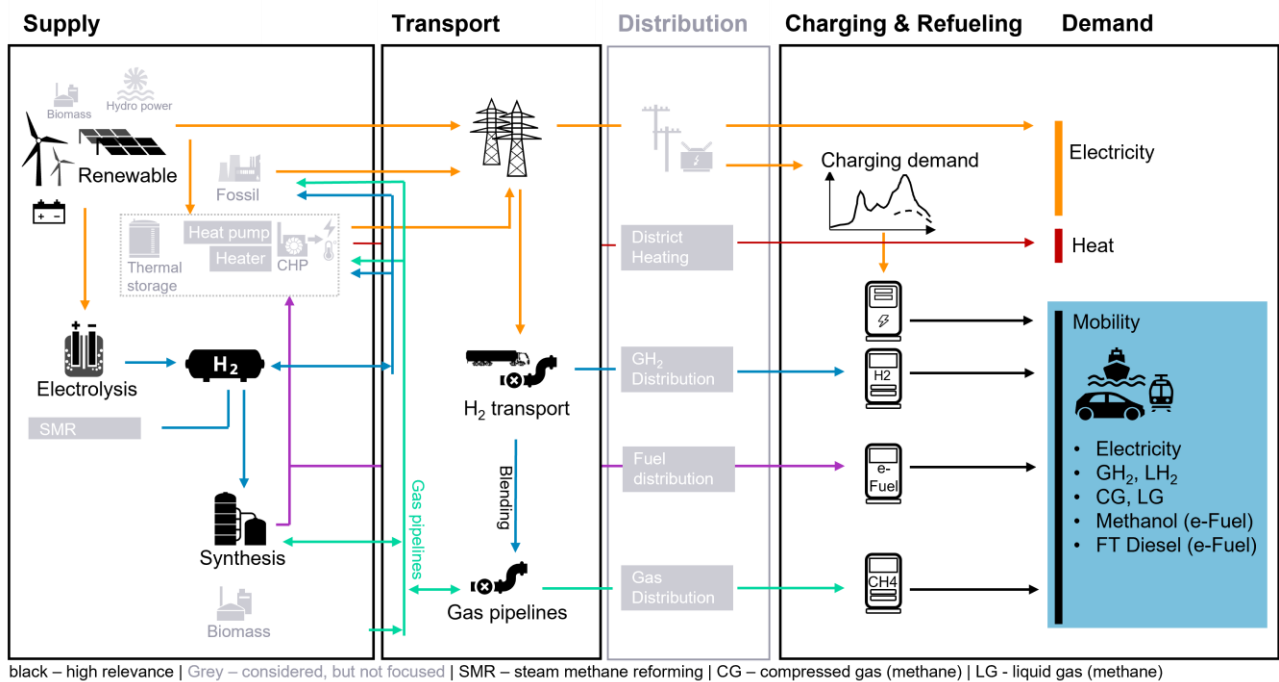 Supply
Transport
Distribution
Charging & Refueling
Demand
Biomass
Hydro power
Renewable
+ −
Fossil
Thermal
storage
Heat pump
Heater
CHP
+ −
Electrolysis
H₂
SMR
Synthesis
Biomass
Gas pipelines
H₂ transport
Blending
Gas pipelines
District
Heating
GH₂
Distribution
Fuel
distribution
Gas
Distribution
Charging demand
H2
e-
Fuel
CH4
Electricity
Heat
Mobility
• Electricity
• GH₂, LH₂
• CG, LG
• Methanol (e-Fuel)
• FT Diesel (e-Fuel)
black – high relevance | Grey – considered, but not focused | SMR – steam methane reforming | CG – compressed gas (methane) | LG - liquid gas (methane)